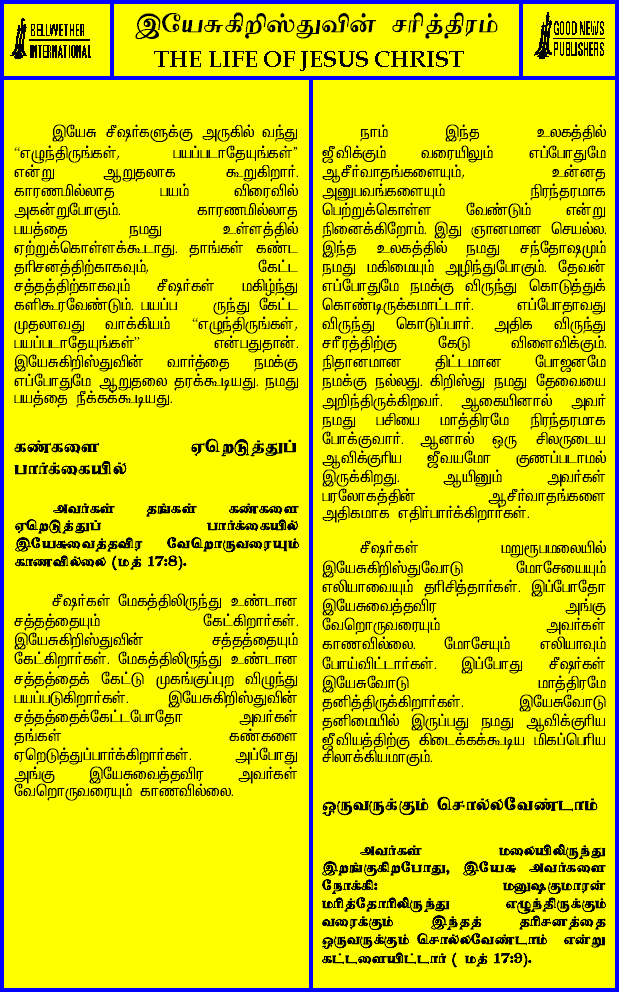 BELLWETHER
INTERNATIONAL
இயேசுகிறிஸ்துவின் சரித்திரம்
THE LIFE OF JESUS CHRIST
GOOD NEWS
PUBLISHERS
இயேசு சீஷர்களுக்கு அருகில் வந்து
“எழுந்திருங்கள், பயப்படாதேயுங்கள்”
என்று ஆறுதலாக கூறுகிறார்.
காரணமில்லாத பயம் விரைவில்
அகன்றுபோகும். காரணமில்லாத
பயத்தை நமது உள்ளத்தில்
ஏற்றுக்கொள்ளக்கூடாது. தாங்கள் கண்ட
தரிசனத்திற்காகவும், கேட்ட
சத்தத்திற்காகவும் சீஷர்கள் மகிழ்ந்து
களிகூரவேண்டும். பயப்ப ருந்து கேட்ட
முதலாவது வாக்கியம் “எழுந்திருங்கள்,
பயப்படாதேயுங்கள்” என்பதுதான்.
இயேசுகிறிஸ்துவின் வார்த்தை நமக்கு
எப்போதுமே ஆறுதலை தரக்கூடியது. நமது
பயத்தை நீக்கக்கூடியது.
கண்களை ஏறெடுத்துப்
பார்க்கையில்
அவர்கள் தங்கள் கண்களை
ஏறெடுத்துப் பார்க்கையில்
இயேசுவைத்தவிர வேறொருவரையும்
காணவில்லை (மத் 17:8).
சீஷர்கள் மேகத்திலிருந்து உண்டான
சத்தத்தையும் கேட்கிறார்கள்.
இயேசுகிறிஸ்துவின் சத்தத்தையும்
கேட்கிறார்கள். மேகத்திலிருந்து உண்டான
சத்தத்தைக் கேட்டு முகங்குப்புற விழுந்து
பயப்படுகிறார்கள். இயேசுகிறிஸ்துவின்
சத்தத்தைக்கேட்டபோதோ அவர்கள்
தங்கள் கண்களை
ஏறெடுத்துப்பார்க்கிறார்கள். அப்போது
அங்கு இயேசுவைத்தவிர அவர்கள்
வேறொருவரையும் காணவில்லை.
நாம் இந்த உலகத்தில்
ஜீவிக்கும் வரையிலும் எப்போதுமே
ஆசீர்வாதங்களையும், உன்னத
அனுபவங்களையும் நிரந்தரமாக
பெற்றுக்கொள்ள வேண்டும் என்று
நினைக்கிறோம். இது ஞானமான செயல்ல.
இந்த உலகத்தில் நமது சந்தோஷமும்
நமது மகிமையும் அழிந்துபோகும். தேவன்
எப்போதுமே நமக்கு விருந்து கொடுத்துக்
கொண்டிருக்கமாட்டார். எப்போதாவது
விருந்து கொடுப்பார். அதிக விருந்து
சரீரத்திற்கு கேடு விளைவிக்கும்.
நிதானமான திட்டமான போஜனமே
நமக்கு நல்லது. கிறிஸ்து நமது தேவையை
அறிந்திருக்கிறவர். ஆகையினால் அவர்
நமது பசியை மாத்திரமே நிரந்தரமாக
போக்குவார். ஆனால் ஒரு சிலருடைய
ஆவிக்குரிய ஜீவயமோ குணப்படாமல்
இருக்கிறது. ஆயினும் அவர்கள்
பரலோகத்தின் ஆசீர்வாதங்களை
அதிகமாக எதிர்பார்க்கிறார்கள்.
சீஷர்கள் மறுரூபமலையில்
இயேசுகிறிஸ்துவோடு மோசேயையும்
எலியாவையும் தரிசித்தார்கள். இப்போதோ
இயேசுவைத்தவிர அங்கு
வேறொருவரையும் அவர்கள்
காணவில்லை. மோசேயும் எலியாவும்
போய்விட்டார்கள். இப்போது சீஷர்கள்
இயேசுவோடு மாத்திரமே
தனித்திருக்கிறார்கள். இயேசுவோடு
தனிமையில் இருப்பது நமது ஆவிக்குரிய
ஜீவியத்திற்கு கிடைக்கக்கூடிய மிகப்பெரிய
சிலாக்கியமாகும்.
ஒருவருக்கும் சொல்லவேண்டாம்
அவர்கள் மலையிலிருந்து
இறங்குகிறபோது, இயேசு அவர்களை
நோக்கி: மனுஷகுமாரன்
மரித்தோரிலிருந்து எழுந்திருக்கும்
வரைக்கும் இந்தத் தரிசனத்தை
ஒருவருக்கும் சொல்லவேண்டாம் என்று
கட்டளையிட்டார் ( மத் 17:9).